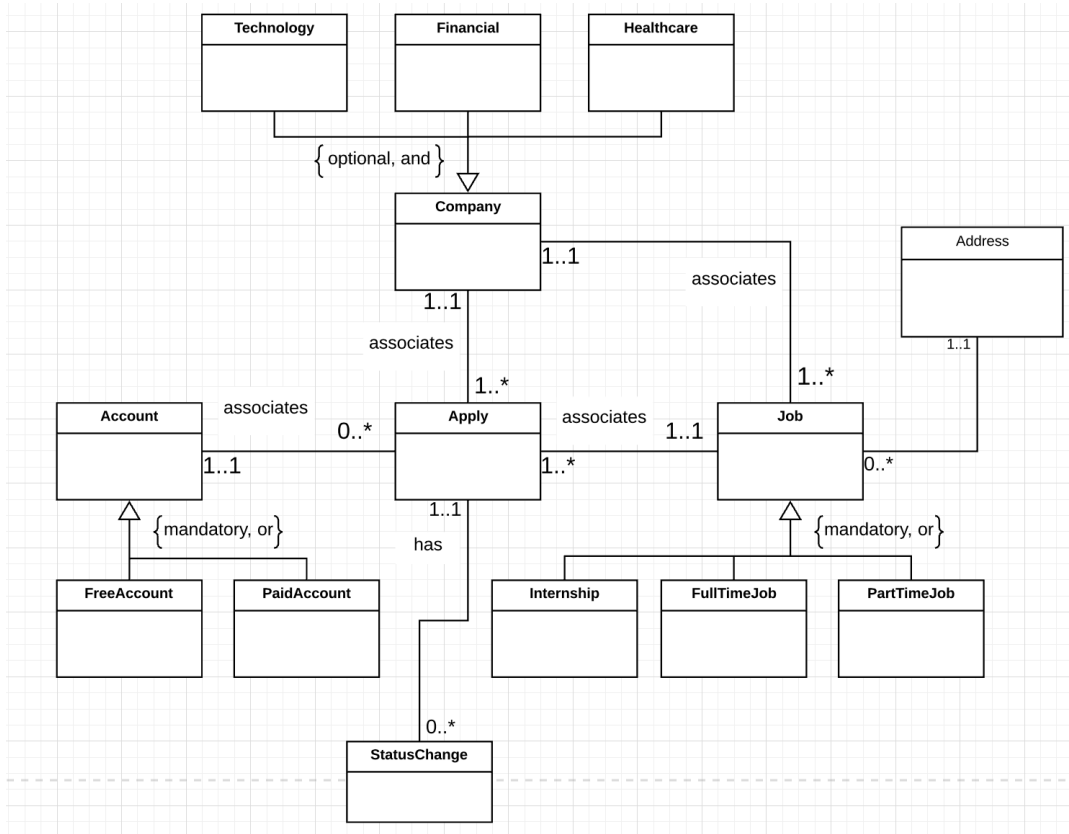 Technology
Financial
Healthcare
{ optional, and }
Company
Address
1..1
associates
1..1
1..1
associates
1..*
1..*
Account
associates
Apply
associates
Job
0..*
1..1
1..1
1..*
0..*
1..1
{mandatory, or}
{mandatory, or}
has
FreeAccount
PaidAccount
Internship
FullTimeJob
PartTimeJob
0..*
StatusChange